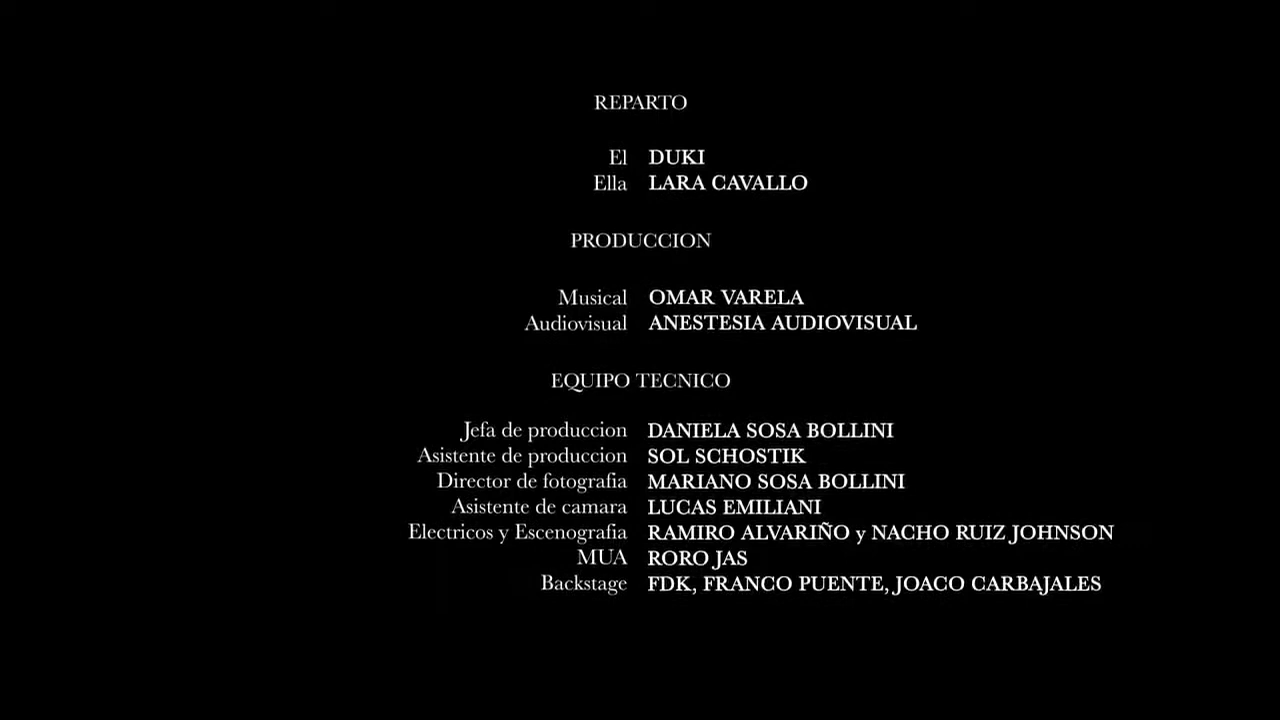 REPARTO
El DUKI
Ella LARA CAVALLO
PRODUCCION
Musical OMAR VARELA
Audiovisual ANESTESIA AUDIOVISUAL
EQUIPO TECNICO
Jefa de produccion DANIELA SOSA BOLLINI
Asistente de produccion SOL SCHOSTIK
Director de fotografia MARIANO SOSA BOLLINI
Asistente de camara LUCAS EMILIANI
Electricos y Escenografia RAMIRO ALVARIÑO y NACHO RUIZ JOHNSON
MUA RORO JAS
Backstage FDK, FRANCO PUENTE, JOACO CARBAJALES